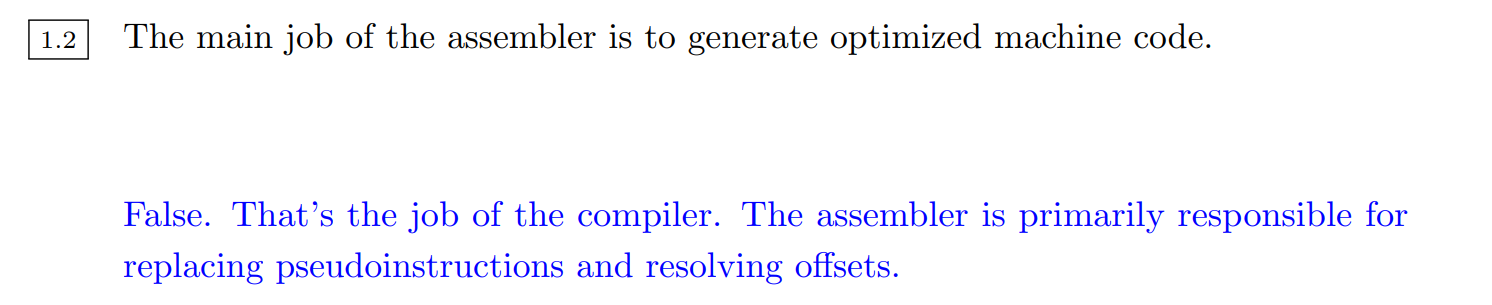 1.2 The main job of the assembler is to generate optimized machine code.
False. That's the job of the compiler. The assembler is primarily responsible for
replacing pseudoinstructions and resolving offsets.